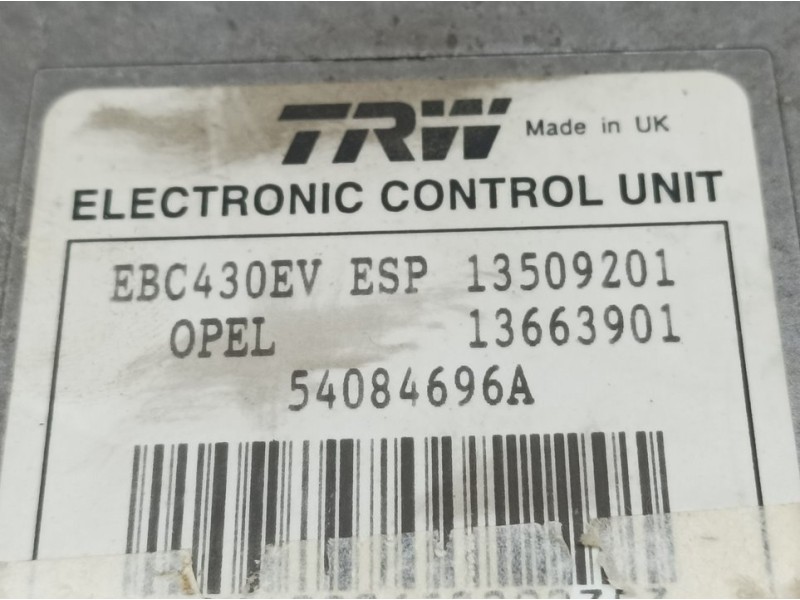 TRW Made in UK
ELECTRONIC CONTROL UNIT
EBC430EV ESP 13509201
OPEL 13663901
54084696A